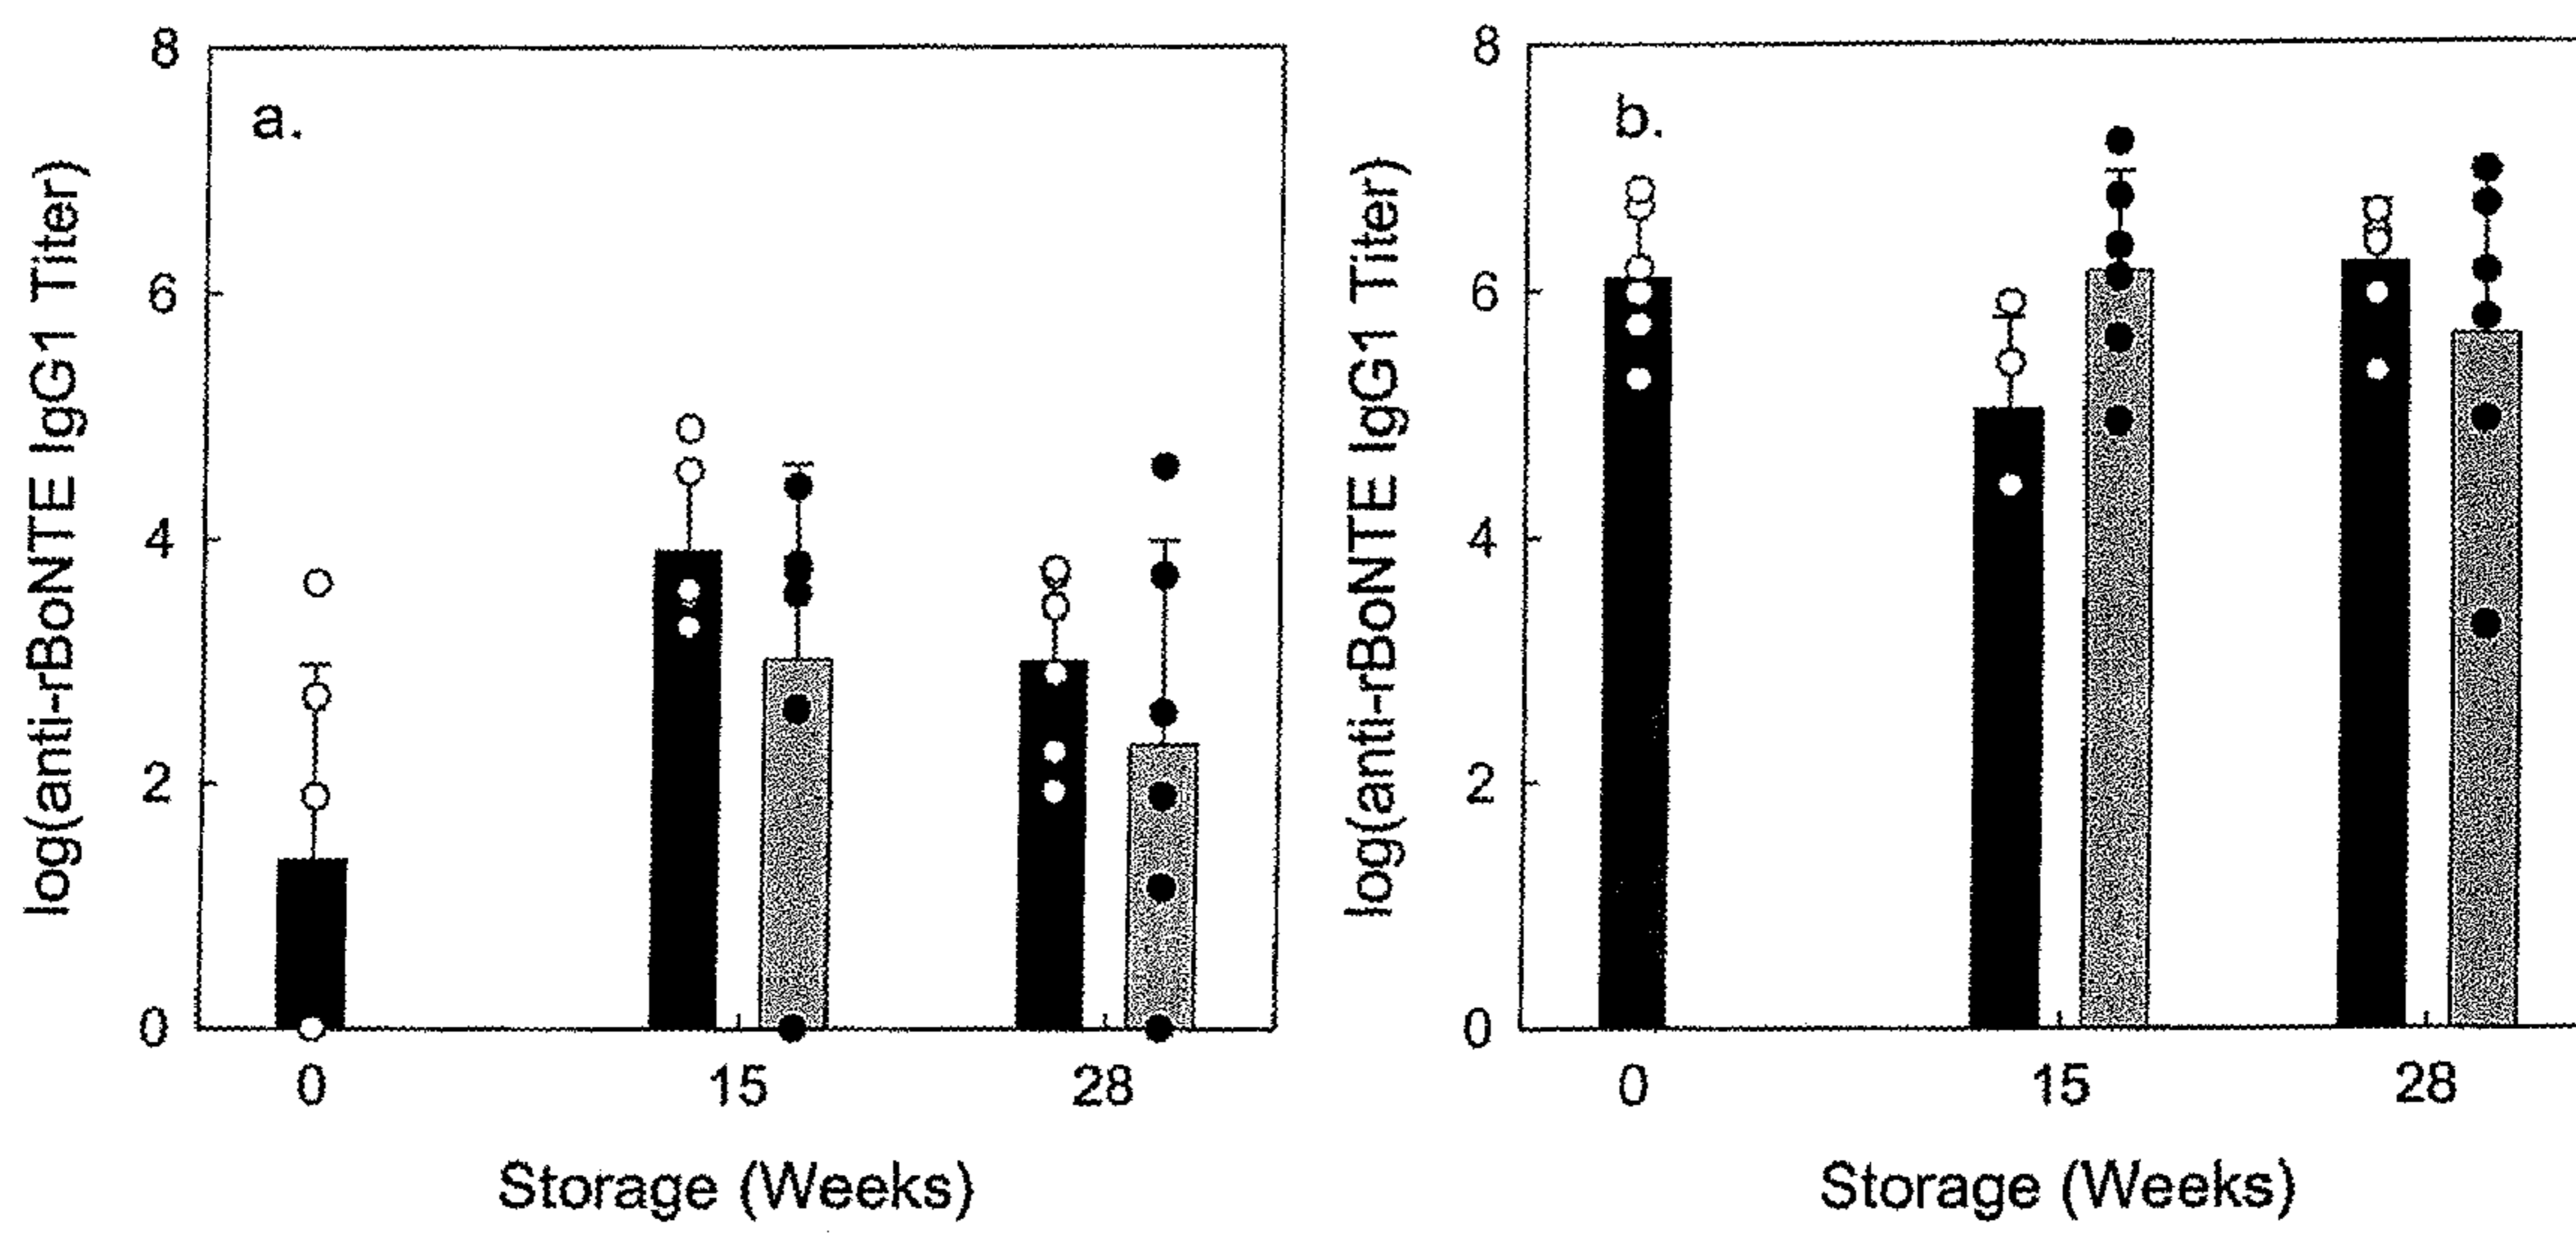 a.
8
6
4
2
0
log(anti-rBoNTE IgG1 Titer)
0 15 28
Storage (Weeks)
b.
8
6
4
2
0
log(anti-rBoNTE IgG1 Titer)
0 15 28
Storage (Weeks)